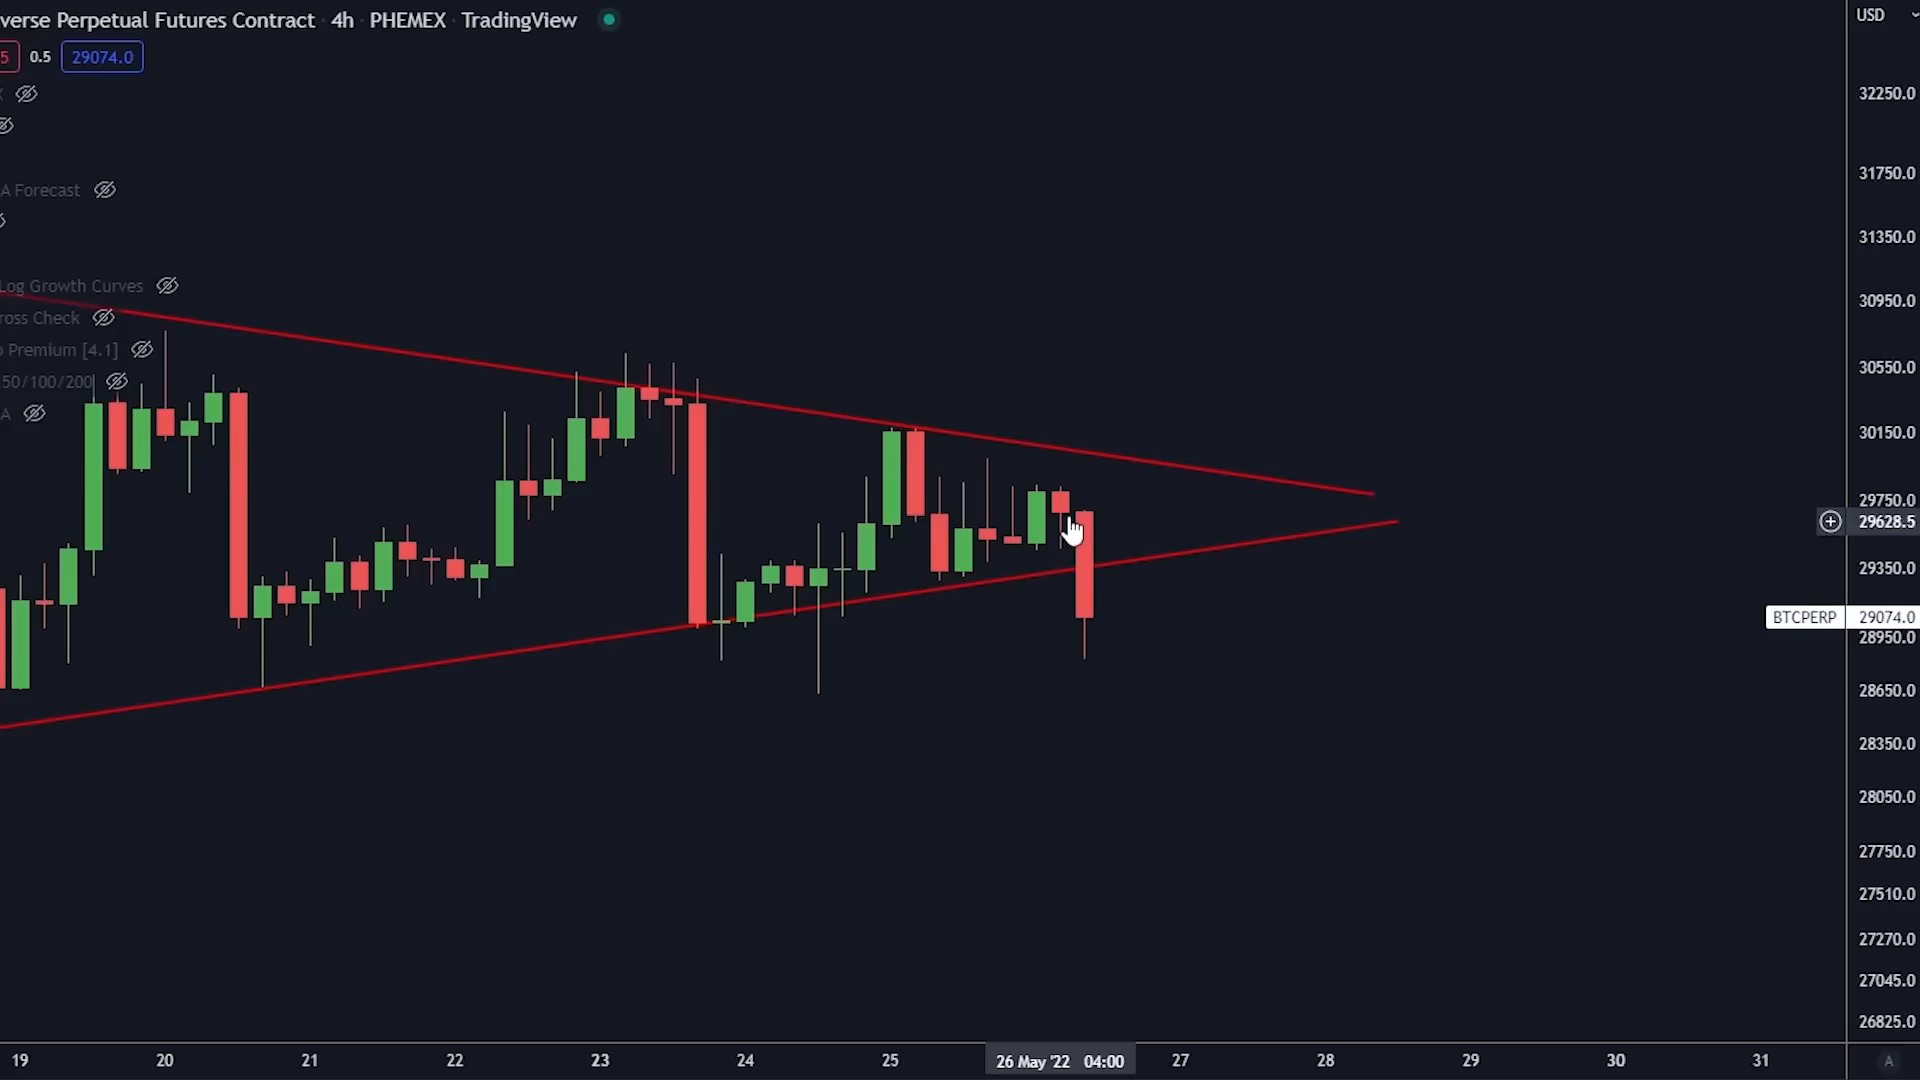 verse Perpetual Futures Contract · 4h · PHEMEX · TradingView
5 0.5 29074.0
A Forecast
Log Growth Curves
ross Check
o Premium [4.1]
50/100/200
A
USD
32250.0
31750.0
31350.0
30950.0
30550.0
30150.0
29750.0
29628.5
29350.0
BTCPERP 29074.0
28950.0
28650.0
28350.0
28050.0
27750.0
27510.0
27270.0
27045.0
26825.0
19 20 21 22 23 24 25 26 May '22 04:00 27 28 29 30 31 A